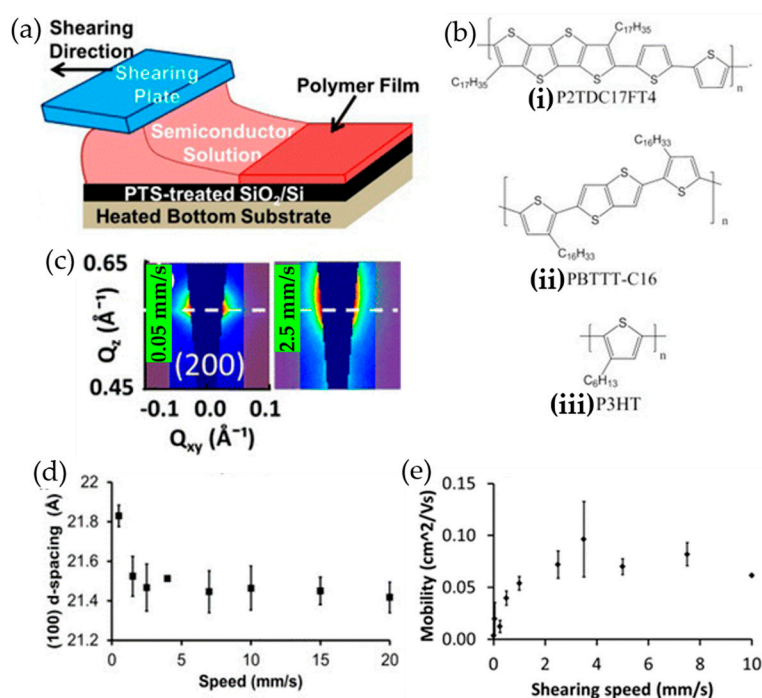 (a)
Shearing
Direction
Shearing
Plate
Polymer Film
Semiconductor
Solution
PTS-treated SiO₂/Si
Heated Bottom Substrate
(b)
C₁₇H₃₅
S S S S
C₁₇H₃₅
S S
n
(i) P2TDC17FT4
C₁₆H₃₃
S S S S
n
C₁₆H₃₃
(ii) PBTTT-C16
S
n
C₆H₁₃
(iii) P3HT
(c)
0.65
Q_z (Å⁻¹)
0.45
0.05 mm/s
(200)
2.5 mm/s
-0.1 0.0 0.1
Q_xy (Å⁻¹)
(d)
(100) d-spacing (Å)
22
21.8
21.6
21.4
21.2
0 5 10 15 20
Speed (mm/s)
(e)
Mobility (cm^2/Vs)
0.15
0.10
0.05
0.00
0 2 4 6 8 10
Shearing speed (mm/s)